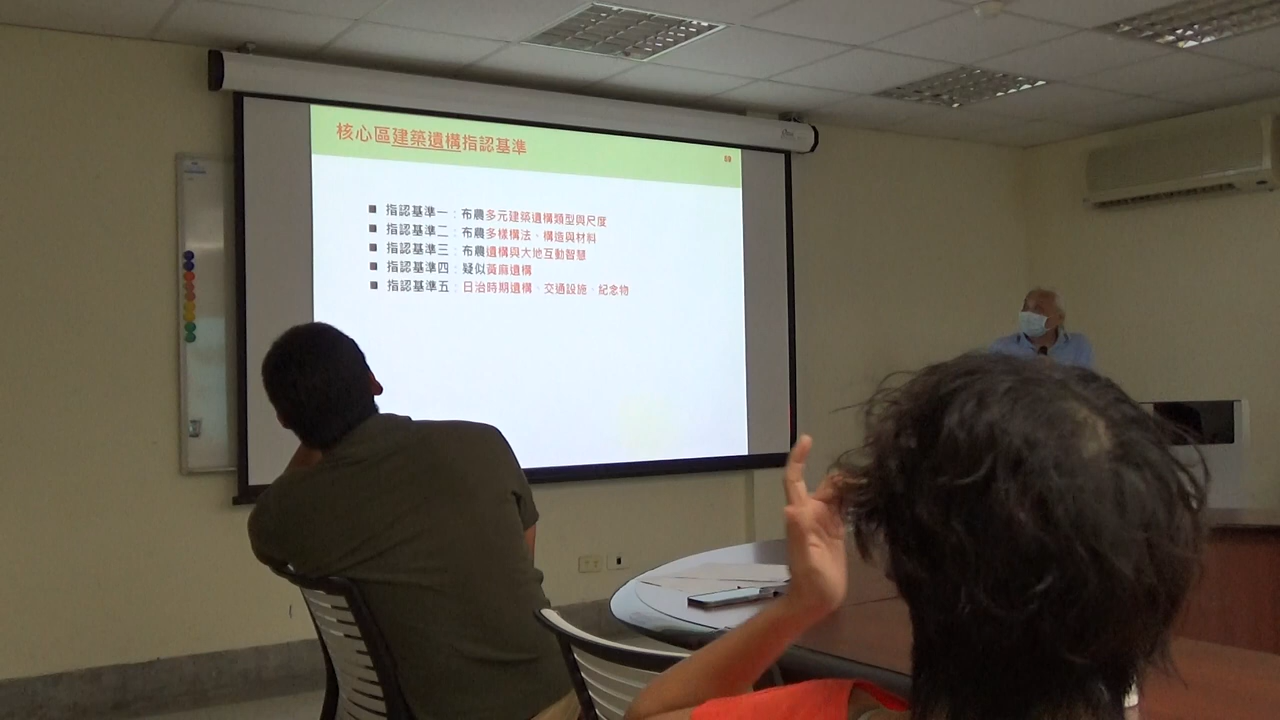 核心區建築遺構指認基準
指認基準一：布農多元建築遺構類型與尺度
指認基準二：布農多樣構法、構造與材料
指認基準三：布農遺構與大地互動智慧
指認基準四：疑似黃麻遺構
指認基準五：日治時期遺構、交通設施、紀念物